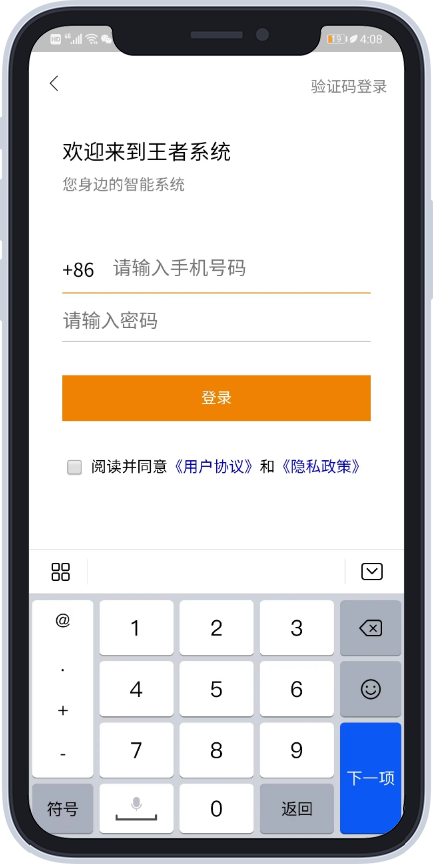 HD 19 4:08
验证码登录
欢迎来到王者系统
您身边的智能系统
+86 请输入手机号码
请输入密码
登录
阅读并同意《用户协议》和《隐私政策》
@ 1 2 3
.
4 5 6
+
7 8 9
-
下一项
符号 0 返回